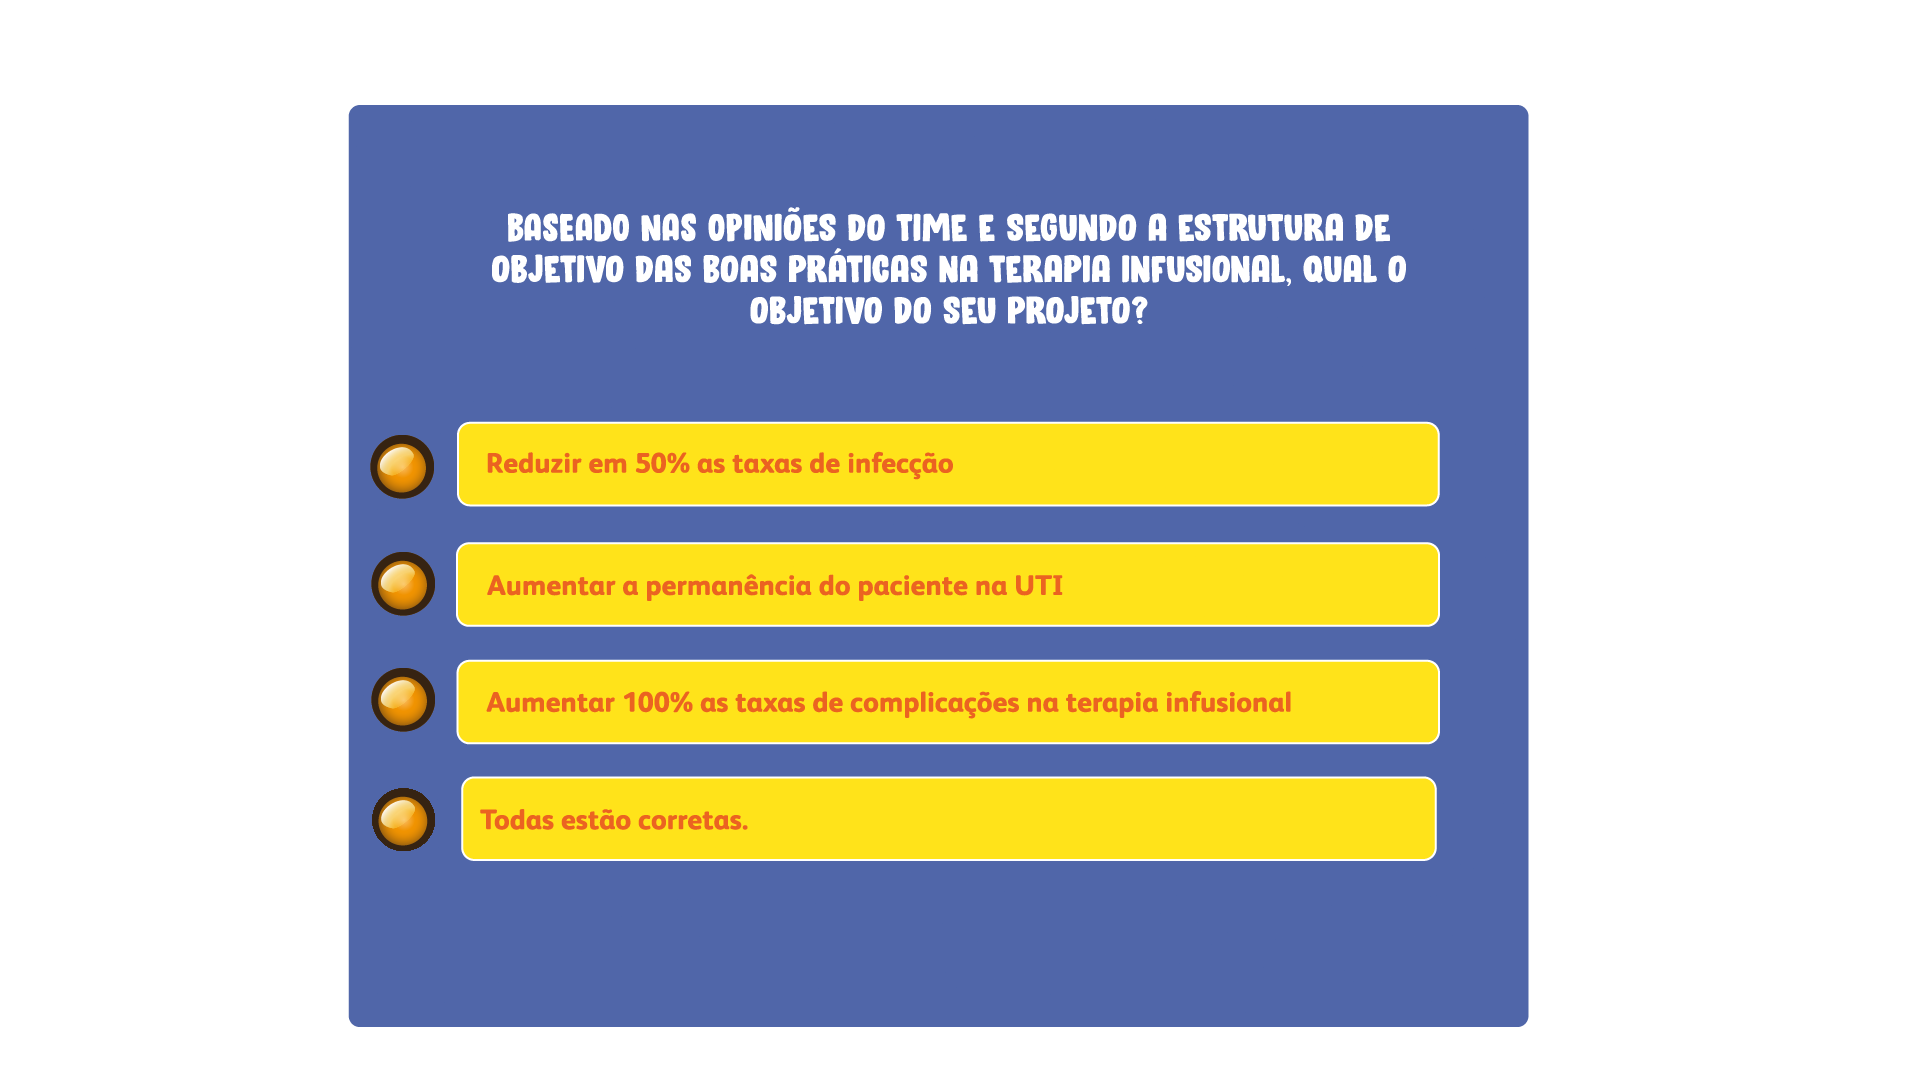 BASEADO NAS OPINIÕES DO TIME E SEGUNDO A ESTRUTURA DE
OBJETIVO DAS BOAS PRÁTICAS NA TERAPIA INFUSIONAL, QUAL O
OBJETIVO DO SEU PROJETO?
Reduzir em 50% as taxas de infecção
Aumentar a permanência do paciente na UTI
Aumentar 100% as taxas de complicações na terapia infusional
Todas estão corretas.